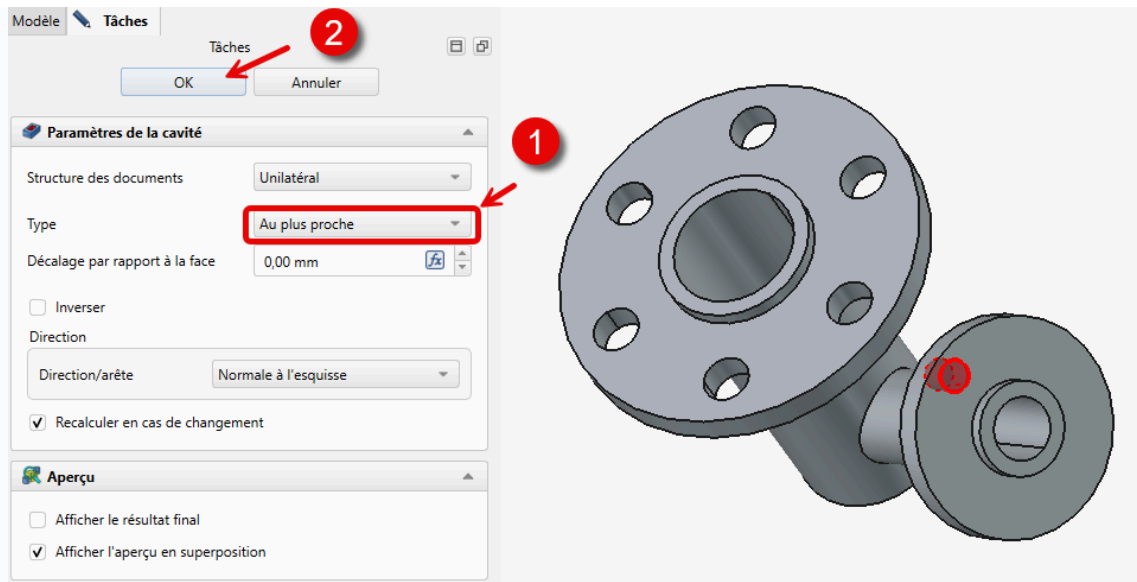 Modèle Tâches
Tâches
2
OK Annuler
Paramètres de la cavité
1
Structure des documents Unilatéral
Type Au plus proche
Décalage par rapport à la face 0,00 mm fx
Inverser
Direction
Direction/arête Normale à l'esquisse
Recalculer en cas de changement
Aperçu
Afficher le résultat final
Afficher l'aperçu en superposition